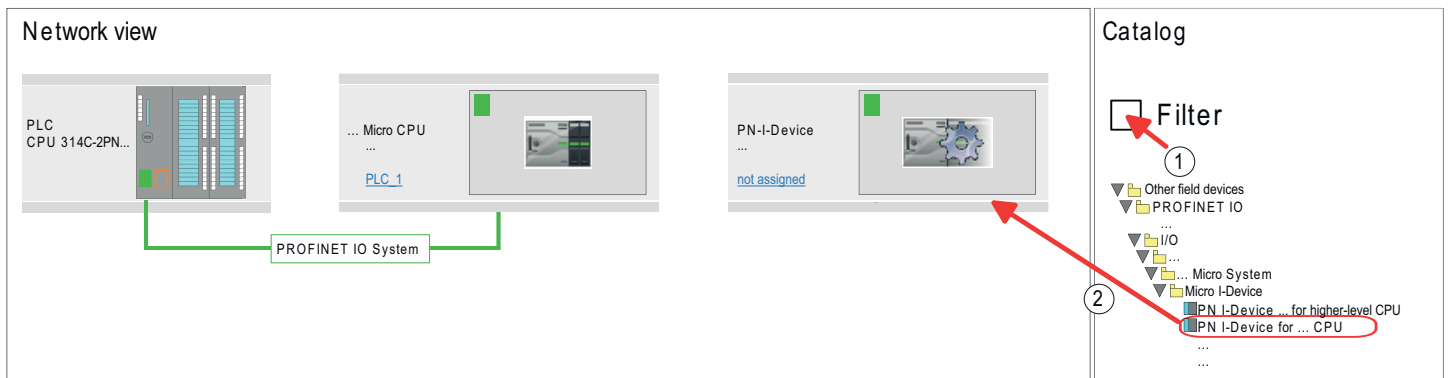 Network view
PLC
CPU 314C-2PN...
... Micro CPU
...
PLC_1
PN-I-Device
...
not assigned
PROFINET IO System
Catalog
Filter
1
Other field devices
PROFINET IO
...
I/O
...
... Micro System
Micro I-Device
PN I-Device ... for higher-level CPU
PN I-Device for ... CPU
...
...
2